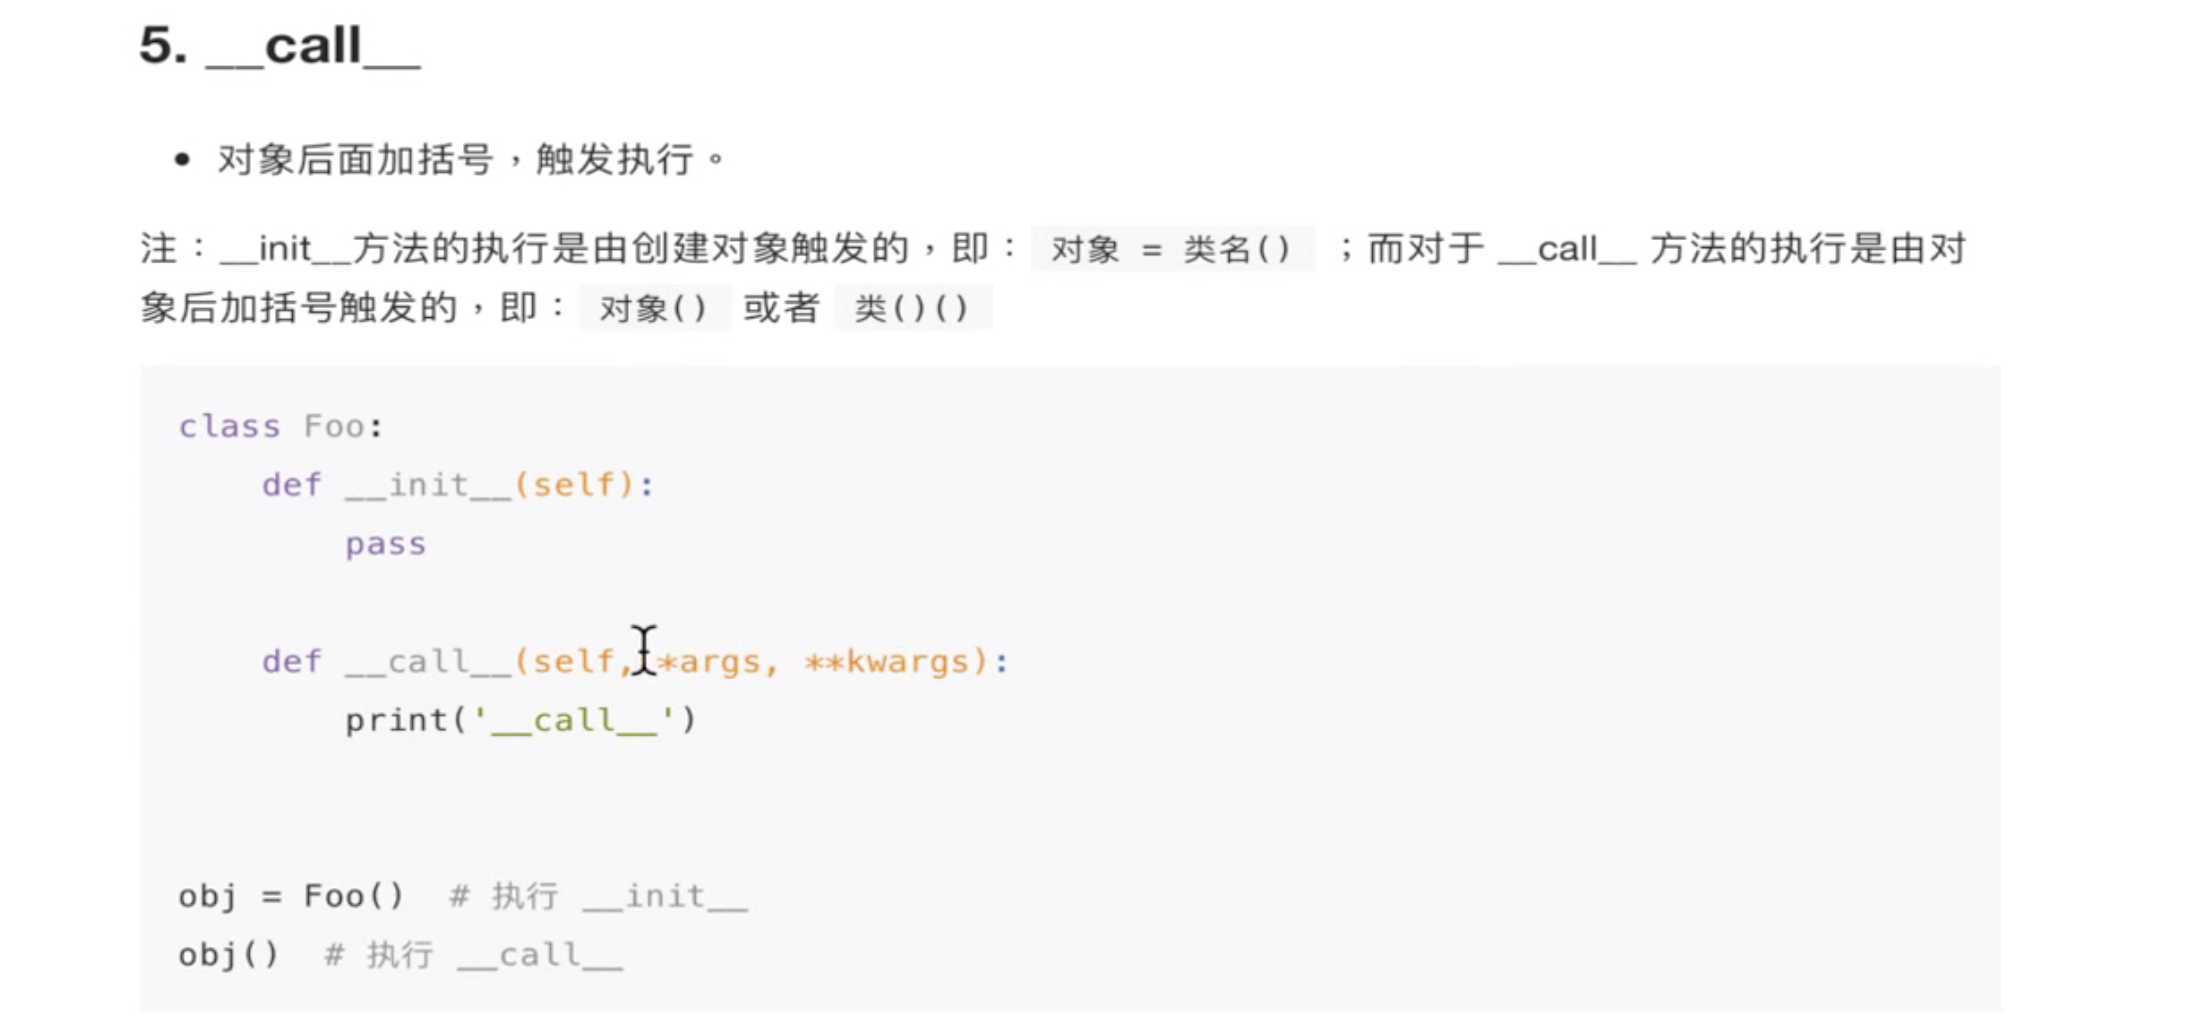 5. __call__
• 对象后面加括号，触发执行。
注：__init__方法的执行是由创建对象触发的，即： 对象 = 类名() ；而对于 __call__ 方法的执行是由对
象后加括号触发的，即： 对象() 或者 类()()
class Foo:
    def __init__(self):
        pass
    def __call__(self, *args, **kwargs):
        print('__call__')
obj = Foo()  # 执行 __init__
obj()  # 执行 __call__